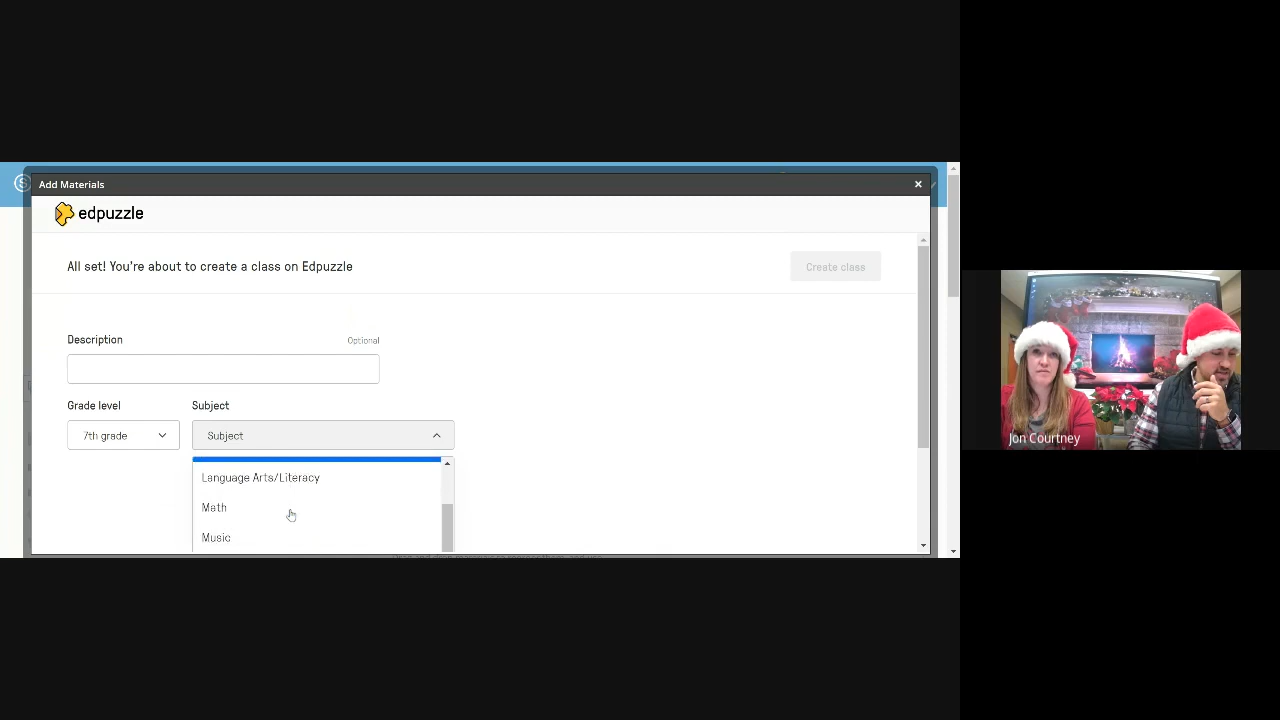 Add Materials
edpuzzle
All set! You're about to create a class on Edpuzzle
Create class
Description
Optional
Grade level
Subject
7th grade
Subject
Language Arts/Literacy
Math
Music
Jon Courtney